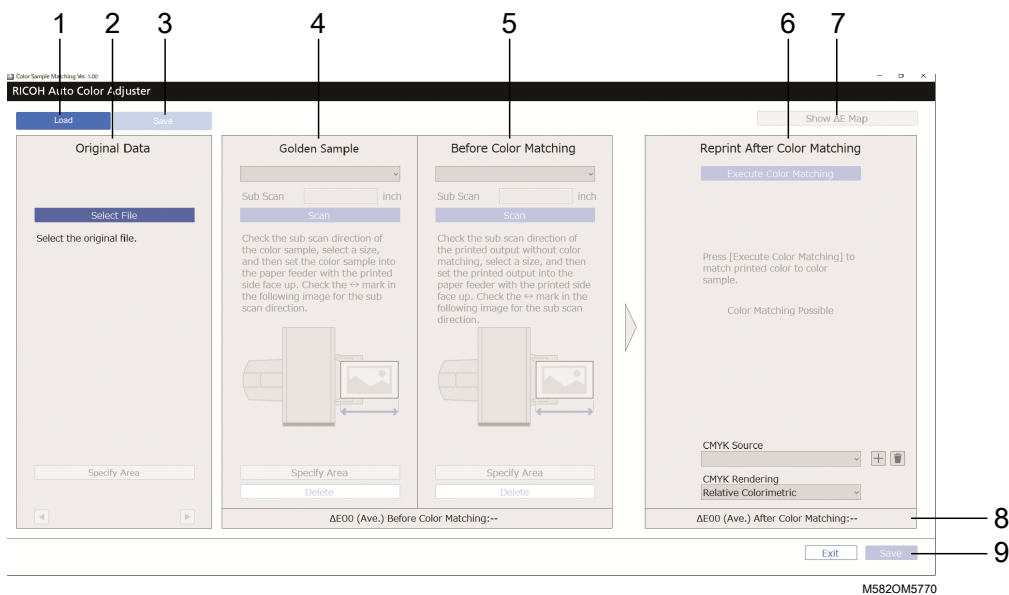 1 2 3 4 5 6 7
Color Sample Matching Ver. 1.00
RICOH Auto Color Adjuster
Load Save Show ΔE Map
Original Data
Select File
Select the original file.
Specify Area
Golden Sample
Sub Scan inch
Scan
Check the sub scan direction of
the color sample, select a size,
and then set the color sample into
the paper feeder with the printed
side face up. Check the ⇔ mark in
the following image for the sub
scan direction.
Specify Area
Delete
Before Color Matching
Sub Scan inch
Scan
Check the sub scan direction of
the printed output without color
matching, select a size, and then
set the printed output into the
paper feeder with the printed side
face up. Check the ⇔ mark in the
following image for the sub scan
direction.
Specify Area
Delete
ΔE00 (Ave.) Before Color Matching:--
Reprint After Color Matching
Execute Color Matching
Press [Execute Color Matching] to
match printed color to color
sample.
Color Matching Possible
CMYK Source
CMYK Rendering
Relative Colorimetric
ΔE00 (Ave.) After Color Matching:-- 8
Exit Save 9
M582OM5770